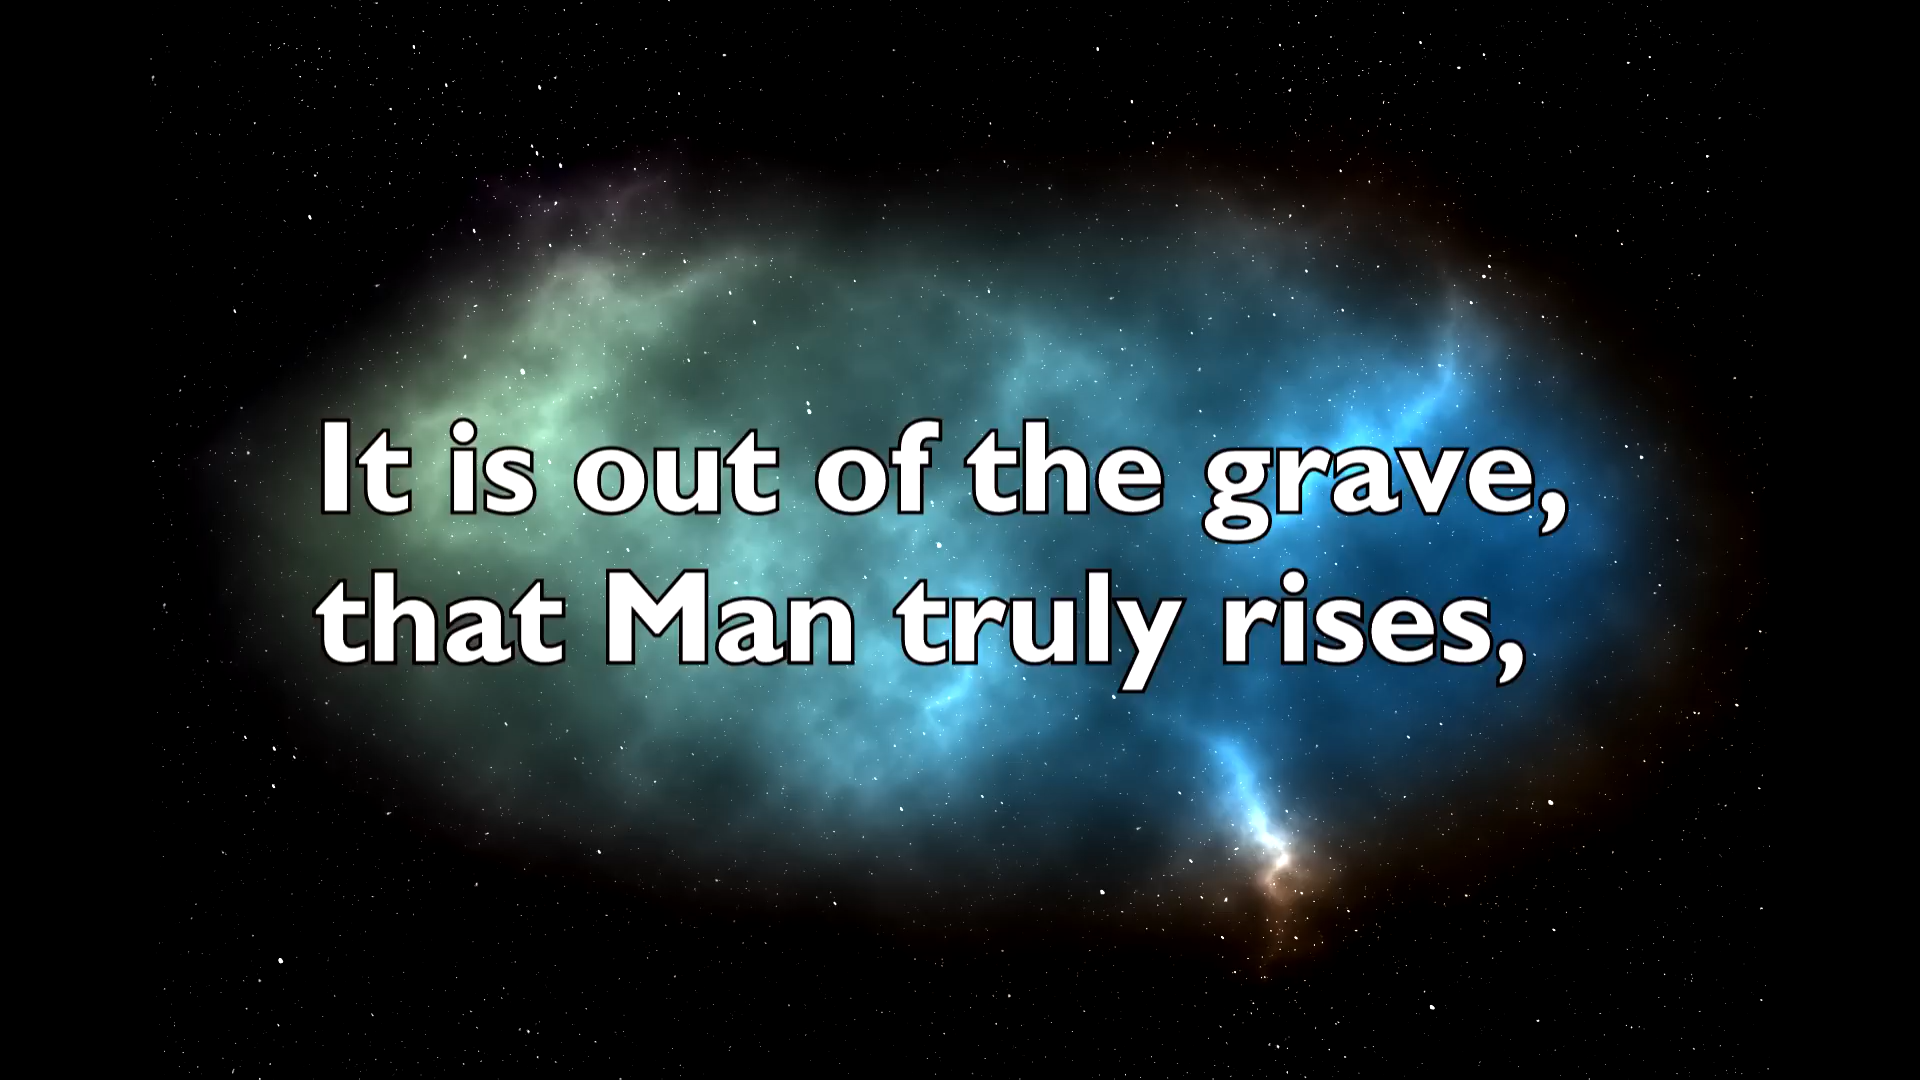 It is out of the grave,
that Man truly rises,